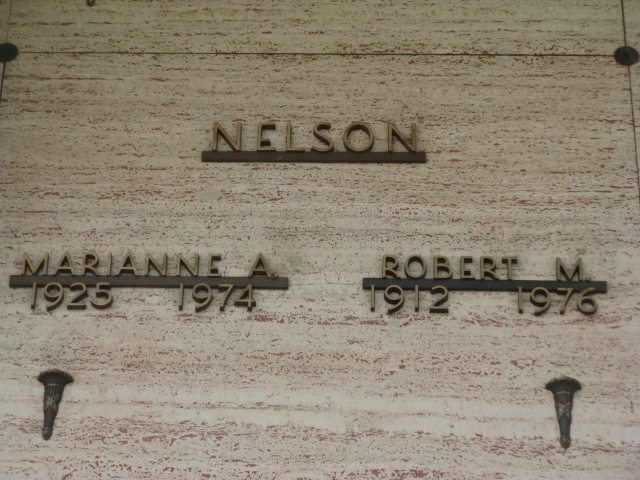 NELSON
MARIANNE A. ROBERT M.
1925 1974 1912 1976